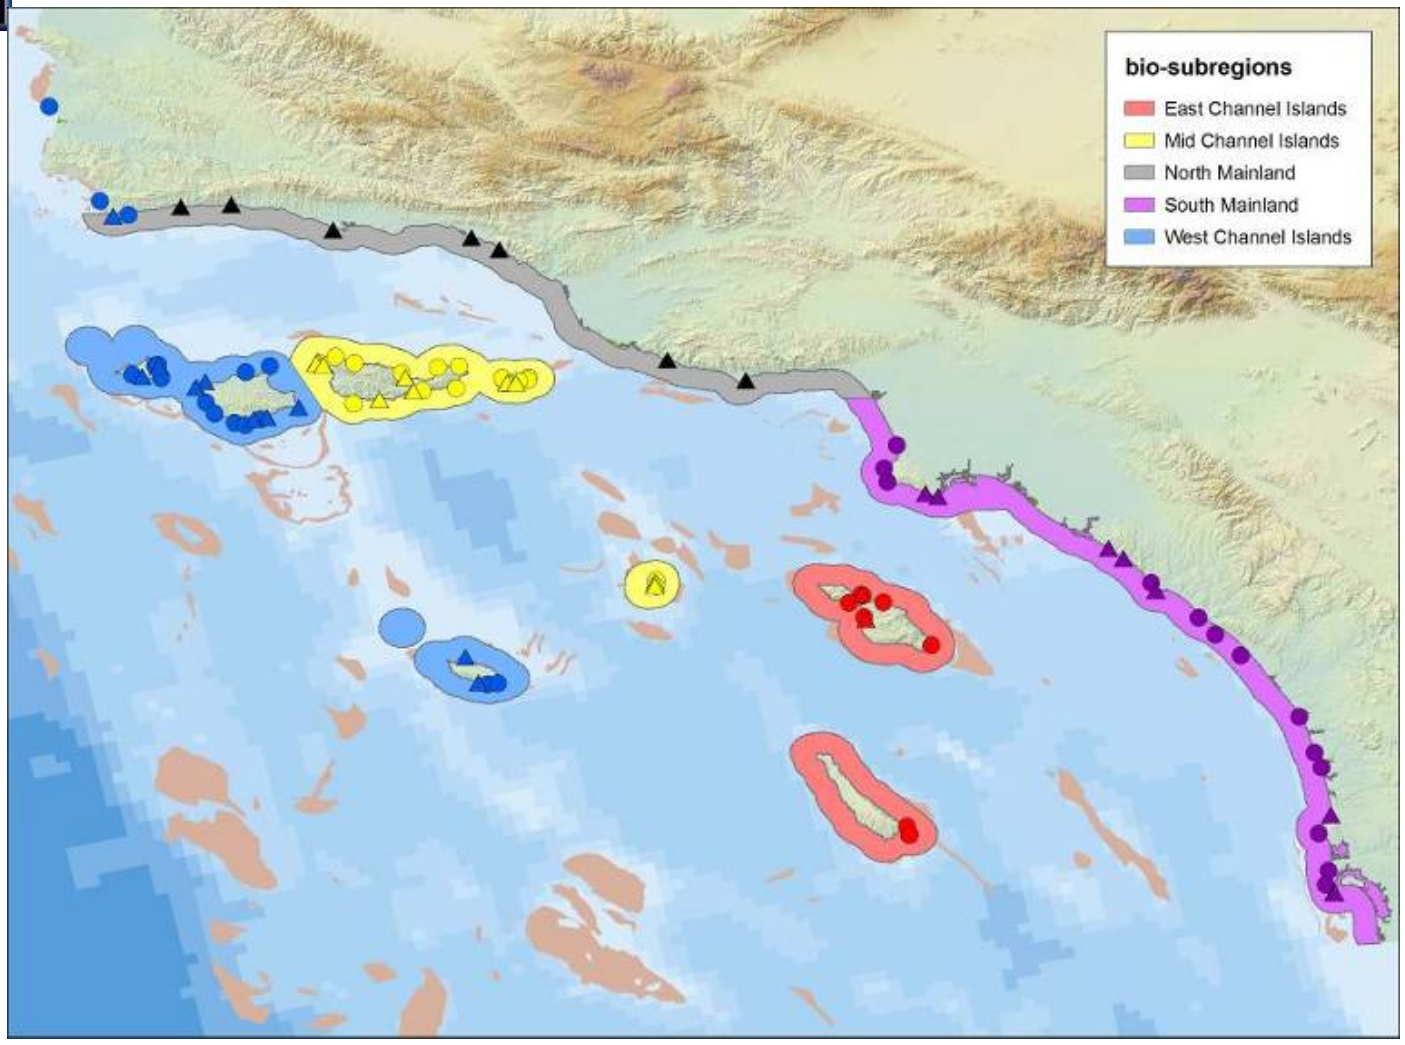 bio-subregions
East Channel Islands
Mid Channel Islands
North Mainland
South Mainland
West Channel Islands